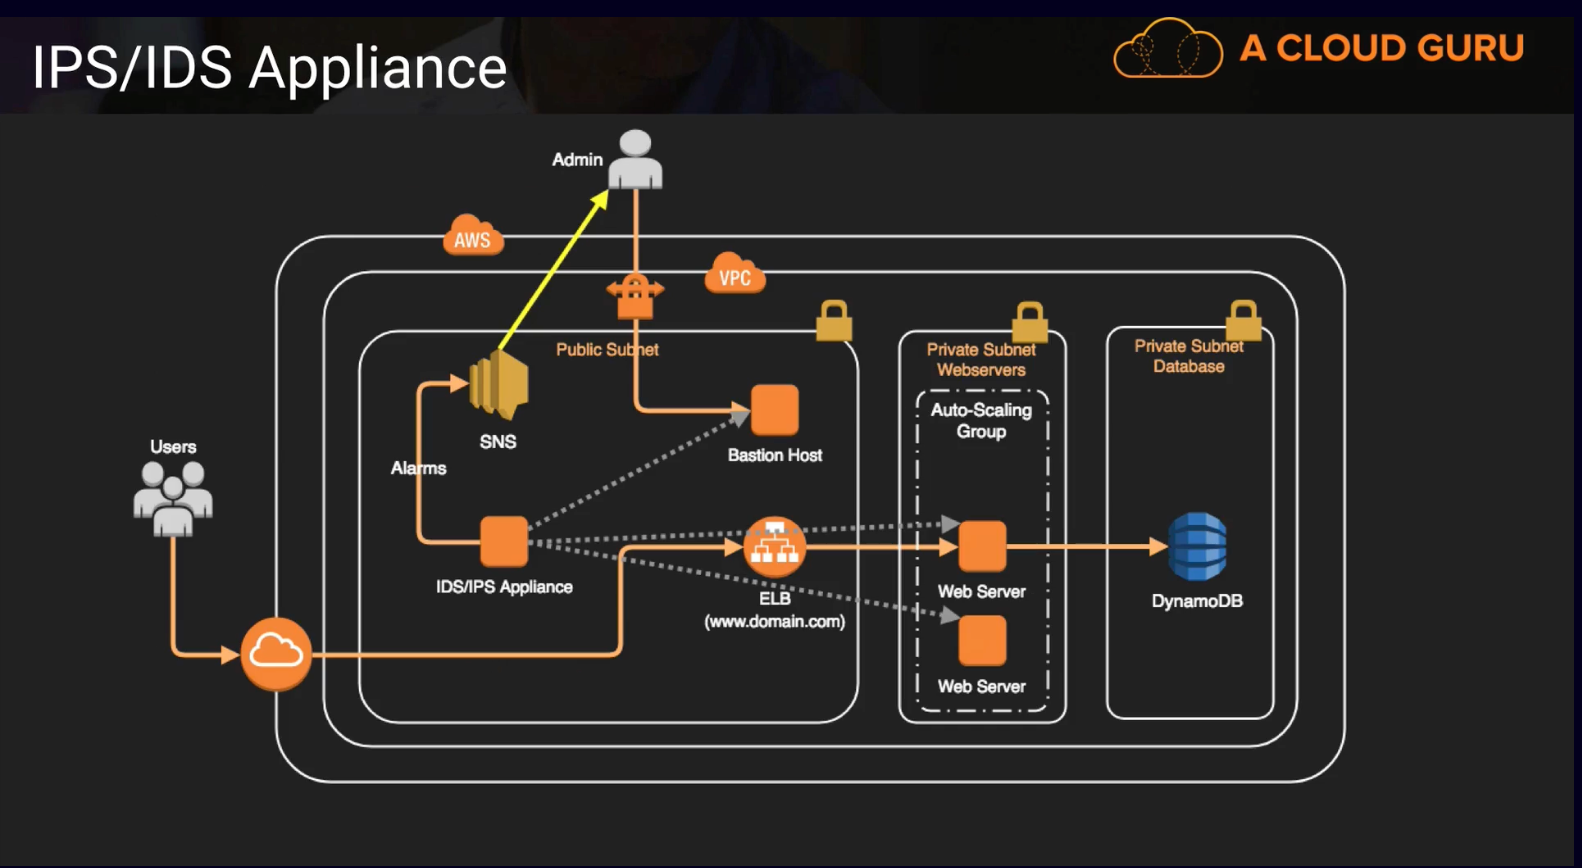 IPS/IDS Appliance
A CLOUD GURU
Admin
AWS
VPC
Public Subnet
Private Subnet
Webservers
Private Subnet
Database
Auto-Scaling
Group
SNS
Bastion Host
Users
Alarms
IDS/IPS Appliance
ELB
(www.domain.com)
Web Server
DynamoDB
Web Server